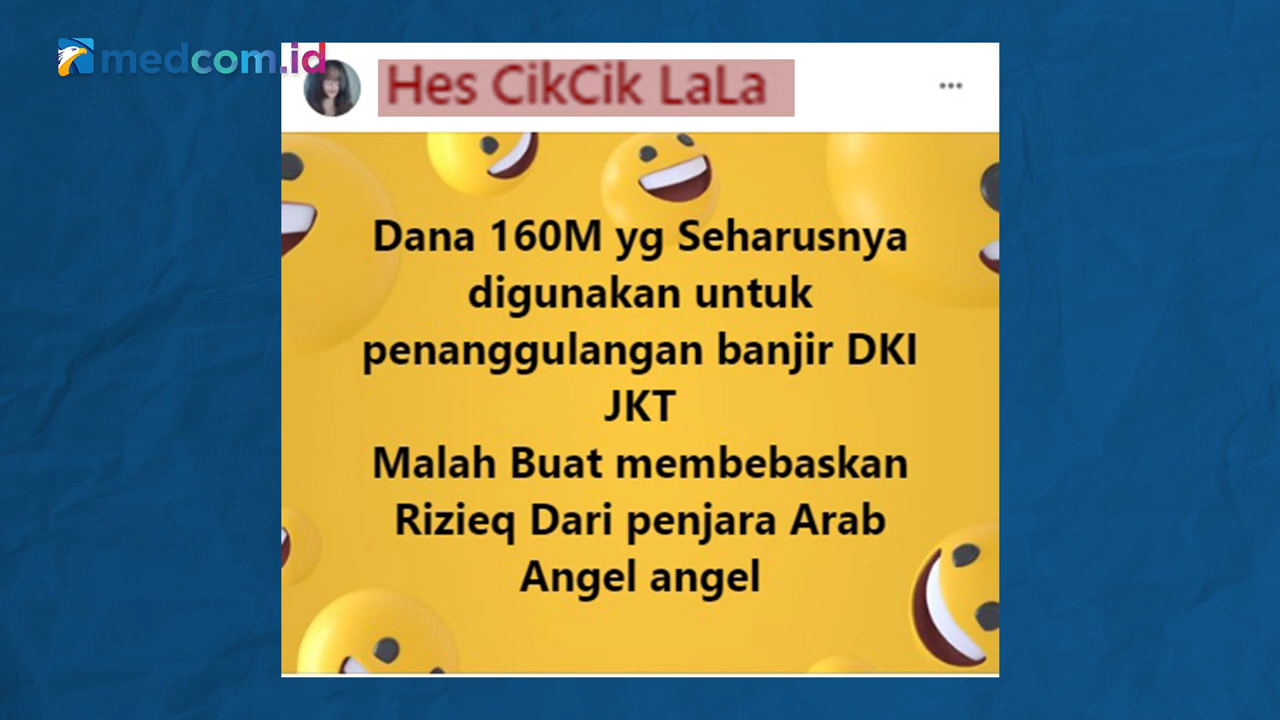 medcom.id
Hes CikCik LaLa
Dana 160M yg Seharusnya
digunakan untuk
penanggulangan banjir DKI
JKT
Malah Buat membebaskan
Rizieq Dari penjara Arab
Angel angel